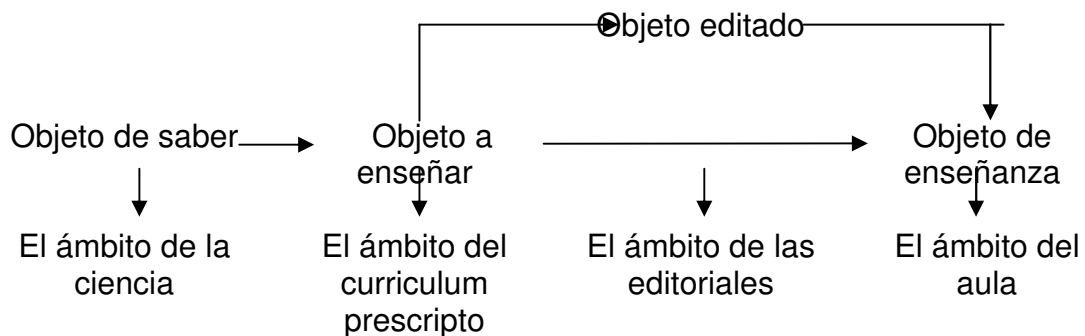 Objeto editado
Objeto de saber
Objeto a
enseñar
Objeto de
enseñanza
El ámbito de la
ciencia
El ámbito del
curriculum
prescripto
El ámbito de las
editoriales
El ámbito del
aula